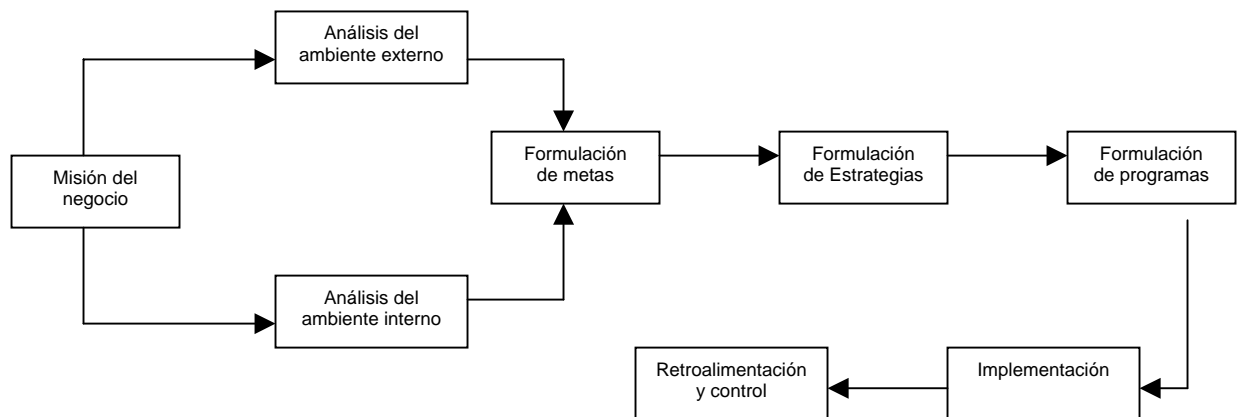 Análisis del
ambiente externo
Misión del
negocio
Análisis del
ambiente interno
Formulación
de metas
Formulación
de Estrategias
Formulación
de programas
Implementación
Retroalimentación
y control